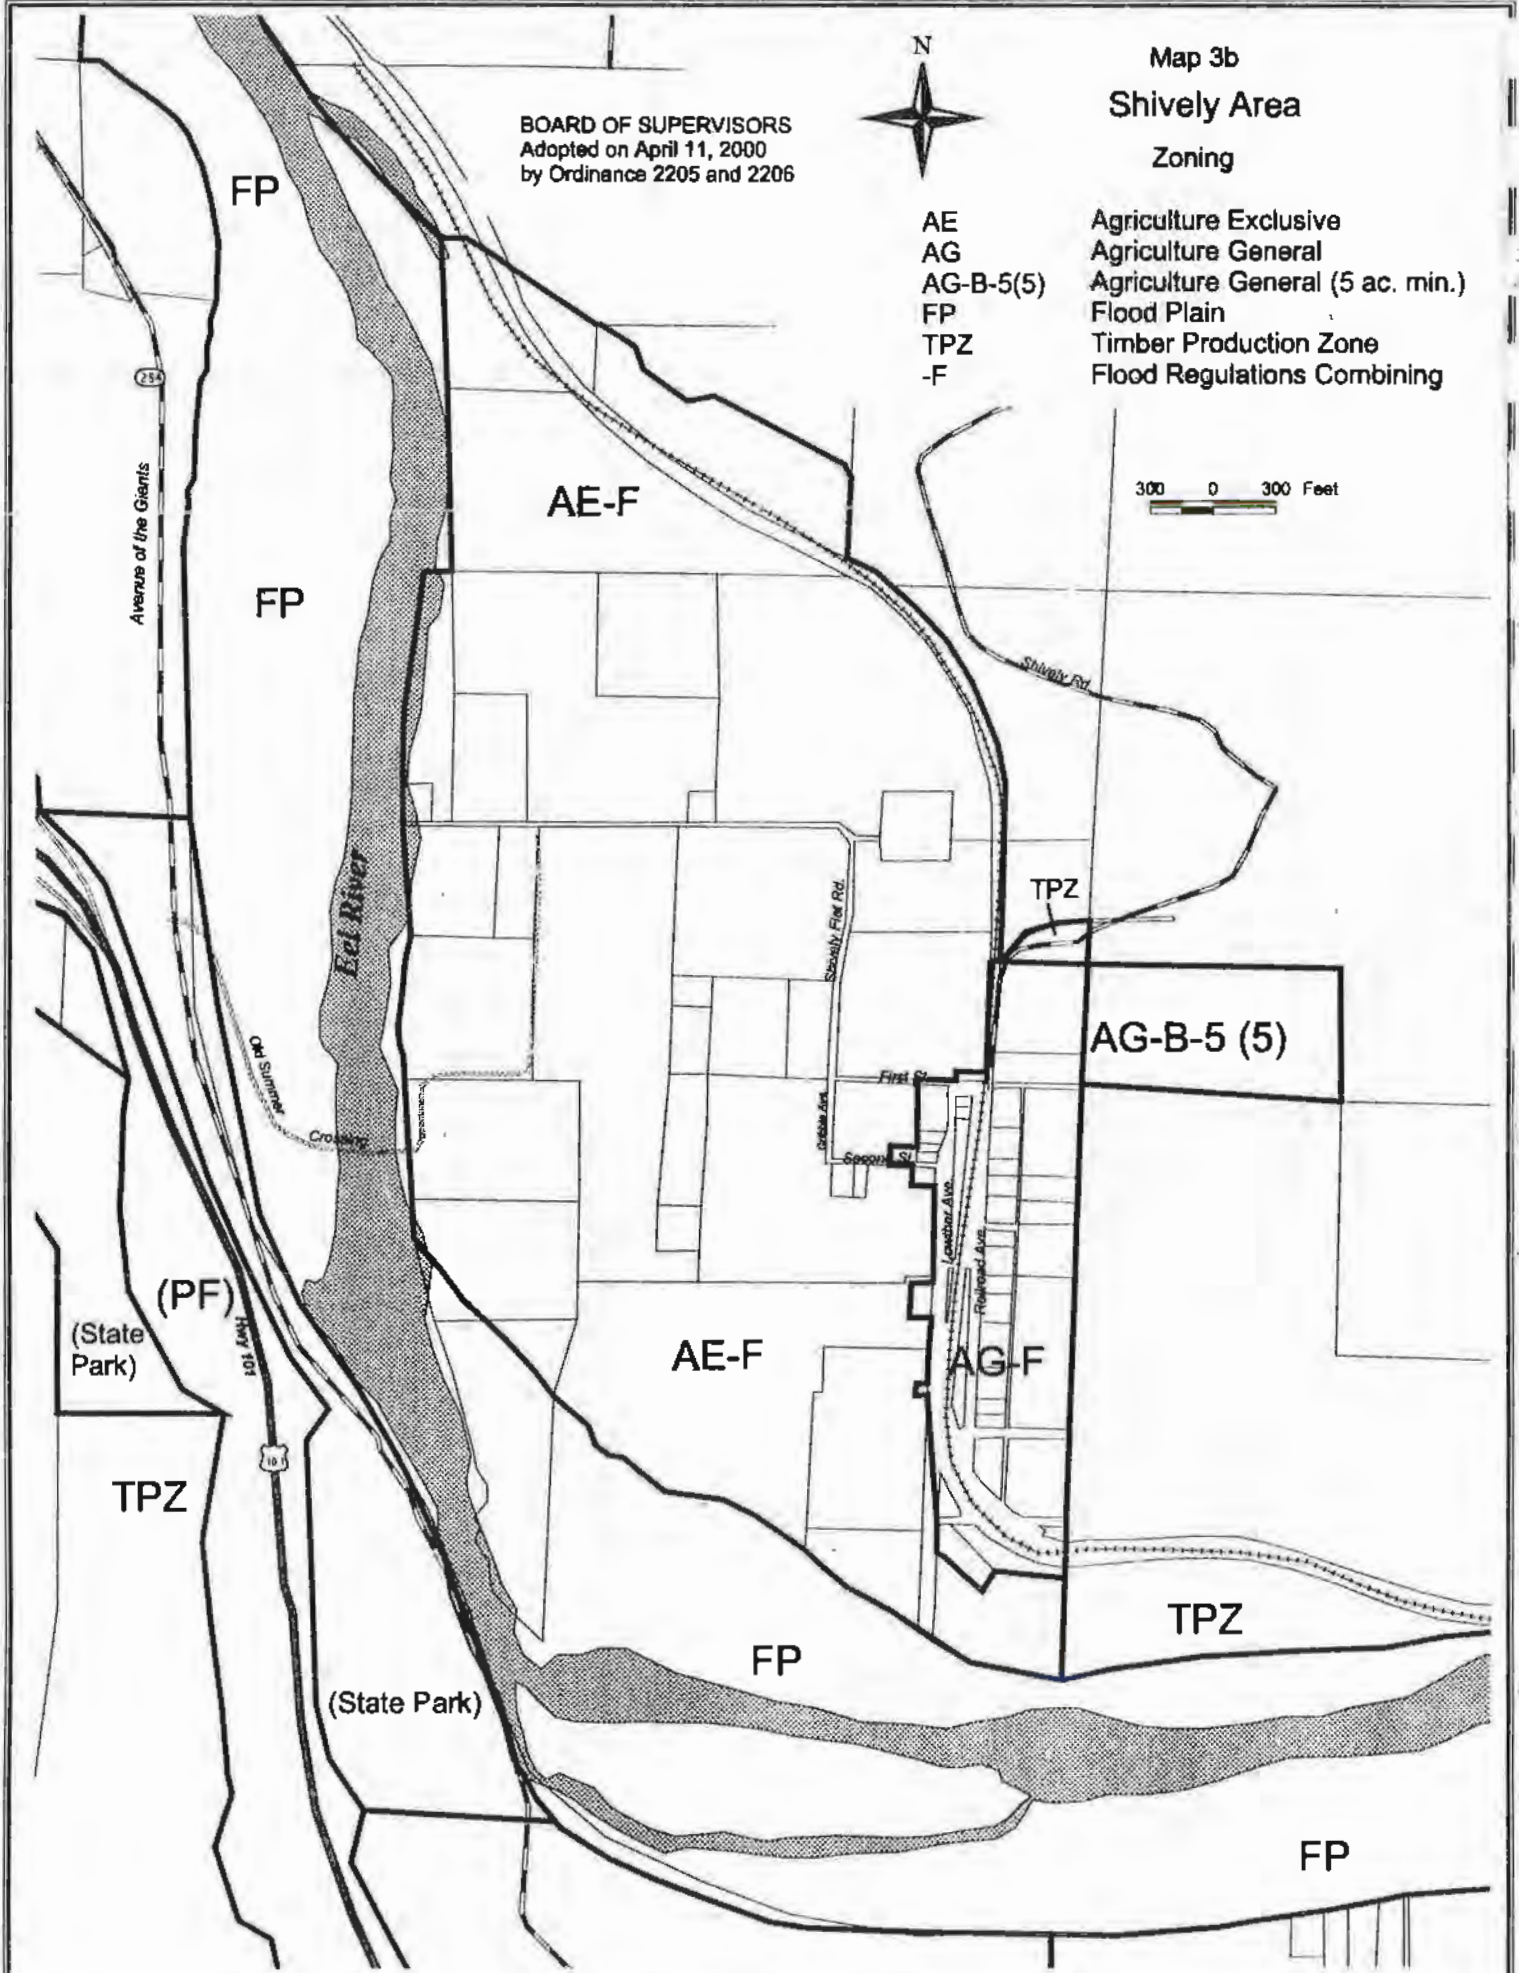 N
Map 3b
Shively Area
Zoning
BOARD OF SUPERVISORS
Adopted on April 11, 2000
by Ordinance 2205 and 2206
AE Agriculture Exclusive
AG Agriculture General
AG-B-5(5) Agriculture General (5 ac. min.)
FP Flood Plain
TPZ Timber Production Zone
-F Flood Regulations Combining
300 0 300 Feet
FP
254
Avenue of the Giants
AE-F
FP
Shively Rd.
Eel River
Shively Flat Rd.
TPZ
AG-B-5 (5)
Old Summer
Crossing
First St.
Second St.
Lowther Ave.
Railroad Ave.
(PF)
(State
Park)
Hwy 101
AE-F
AG-F
101
TPZ
TPZ
FP
(State Park)
FP